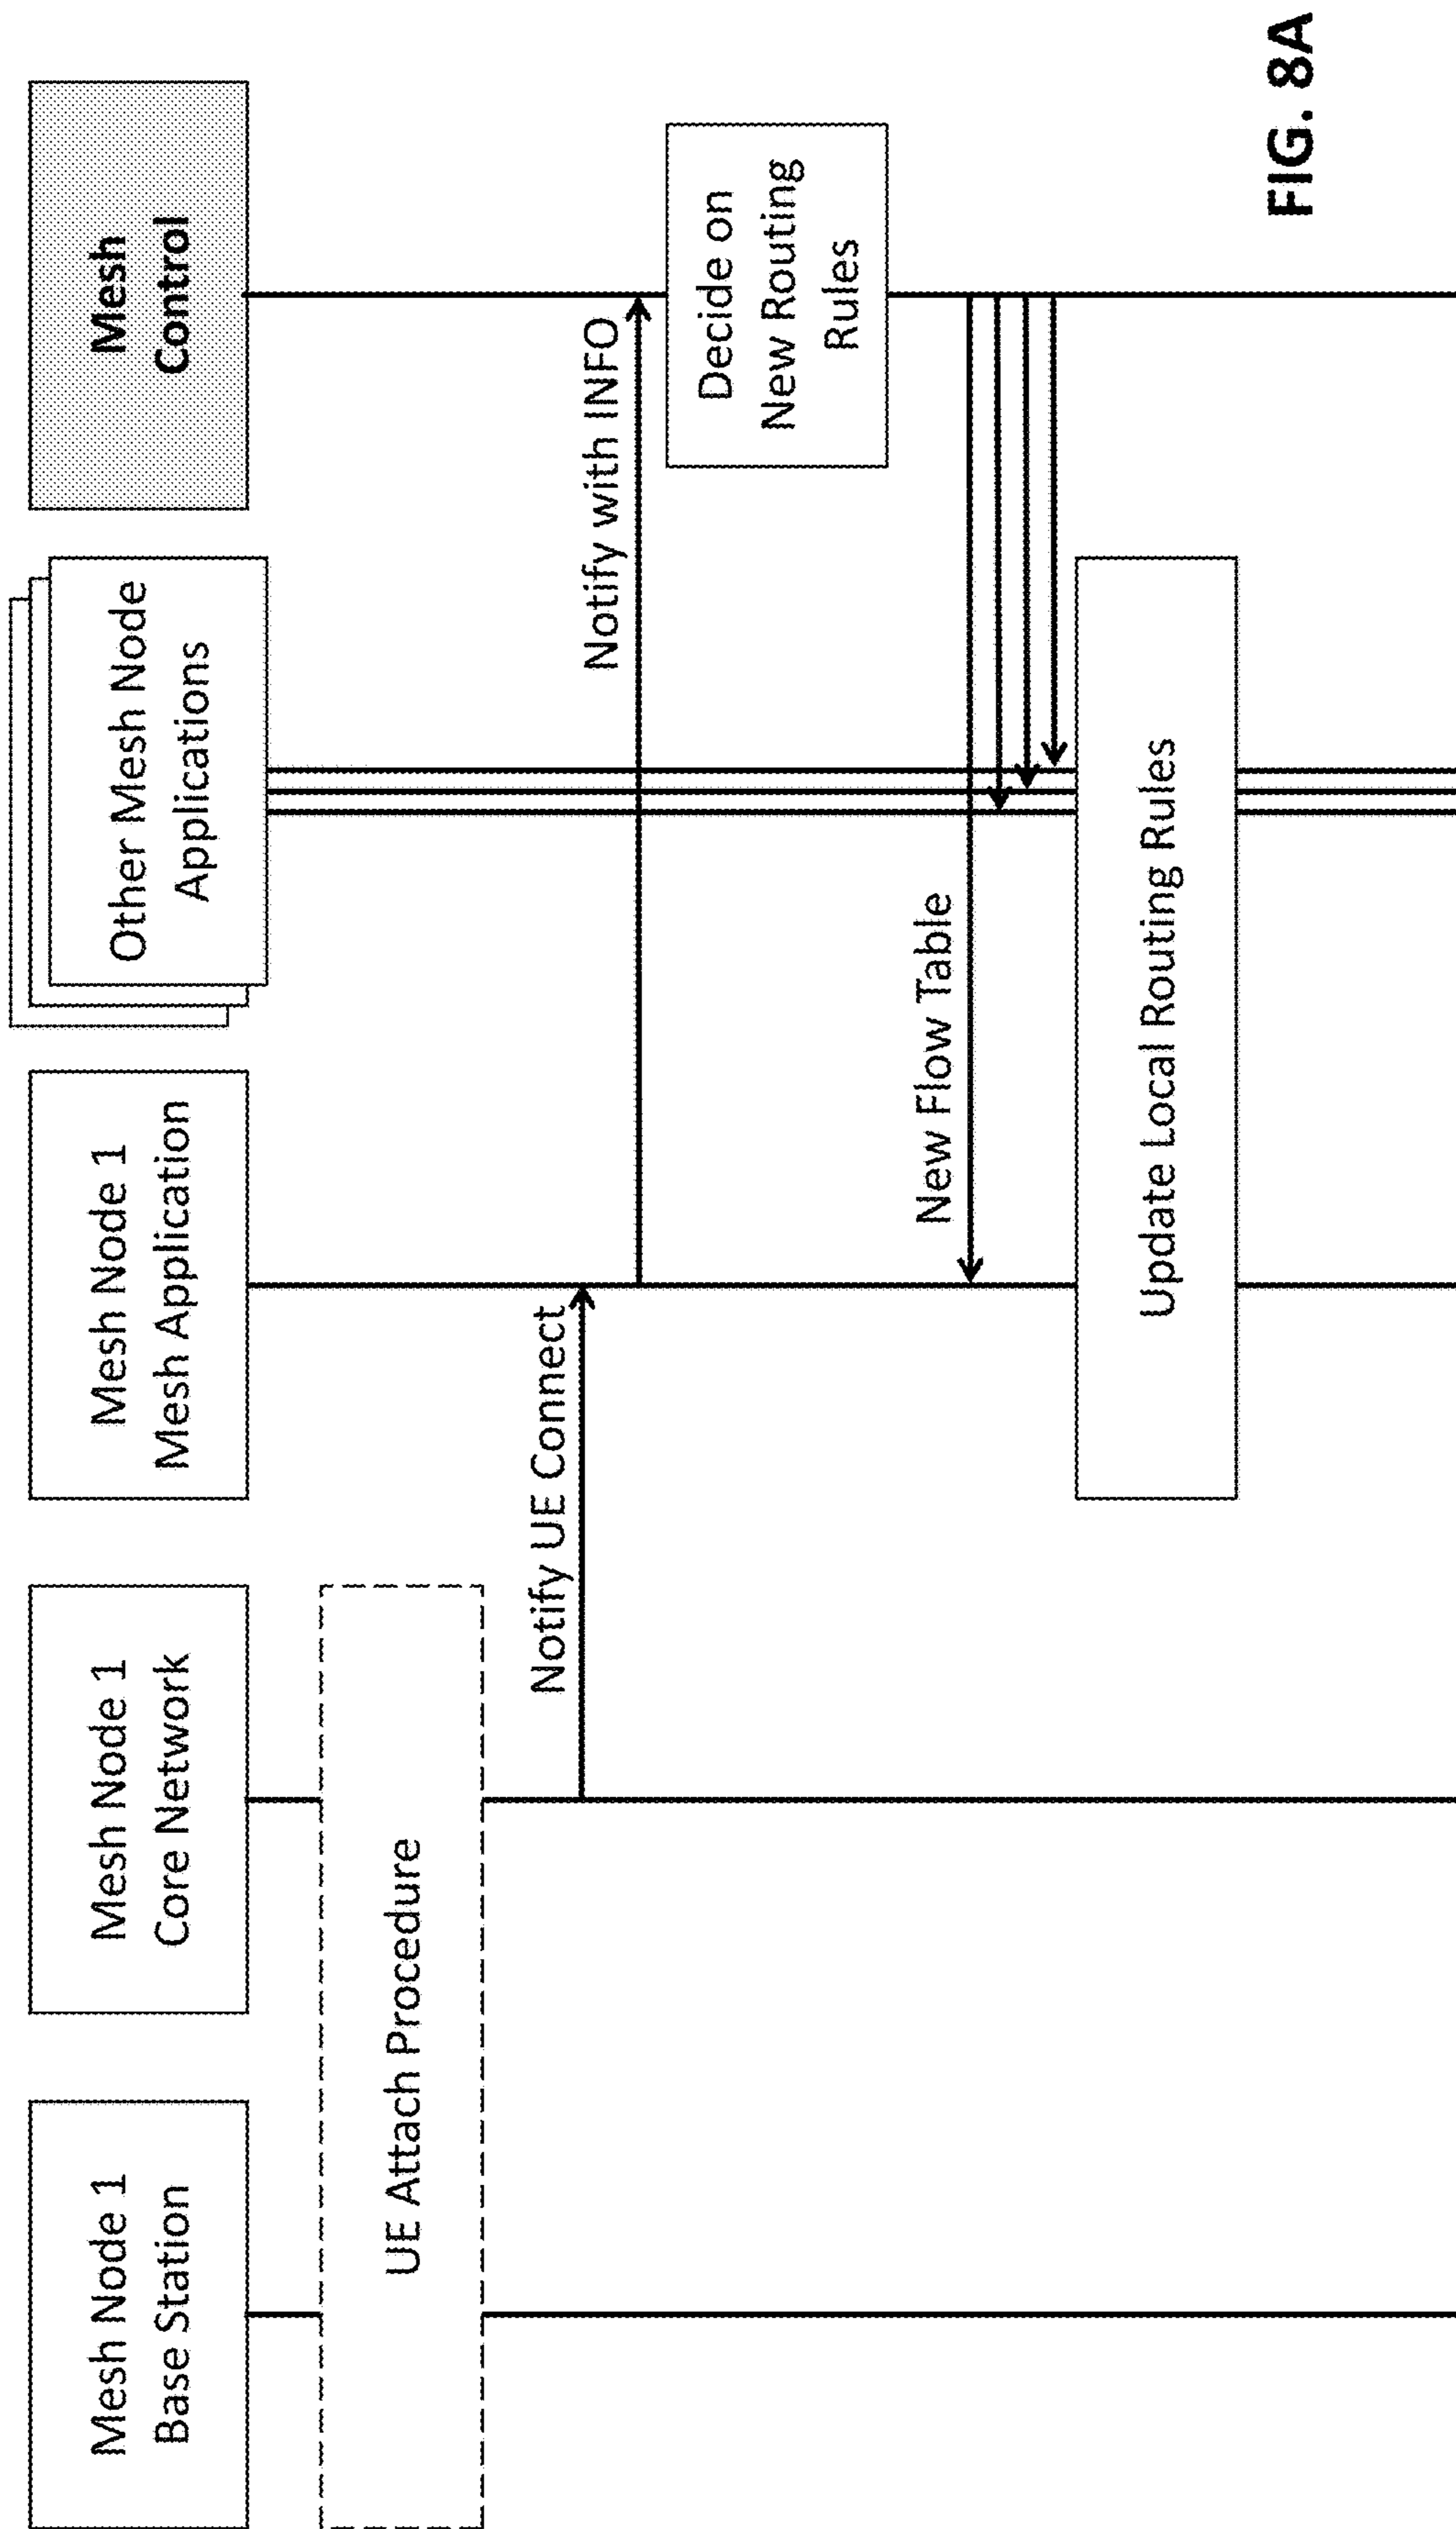 Mesh Node 1
Base Station
Mesh Node 1
Core Network
Mesh Node 1
Mesh Application
Other Mesh Node
Applications
Mesh
Control
UE Attach Procedure
Notify UE Connect
Notify with INFO
Decide on
New Routing
Rules
New Flow Table
Update Local Routing Rules
FIG. 8A